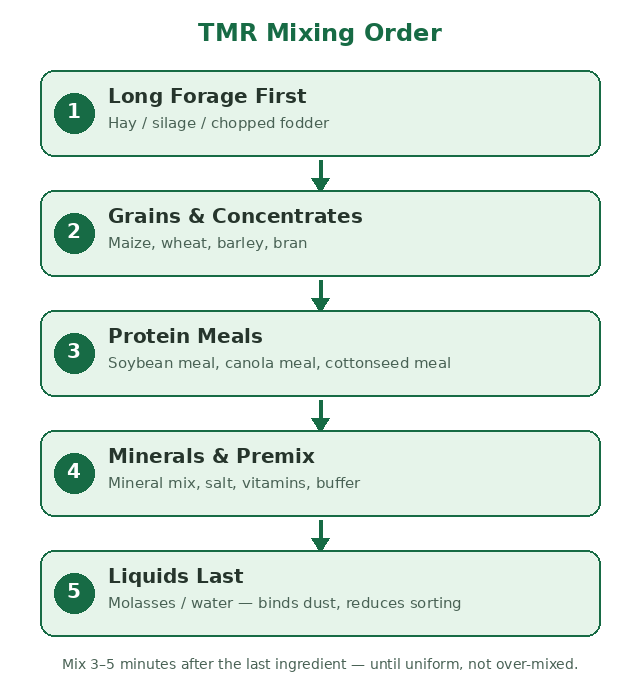 TMR Mixing Order
1
Long Forage First
Hay / silage / chopped fodder
2
Grains & Concentrates
Maize, wheat, barley, bran
3
Protein Meals
Soybean meal, canola meal, cottonseed meal
4
Minerals & Premix
Mineral mix, salt, vitamins, buffer
5
Liquids Last
Molasses / water — binds dust, reduces sorting
Mix 3–5 minutes after the last ingredient — until uniform, not over-mixed.